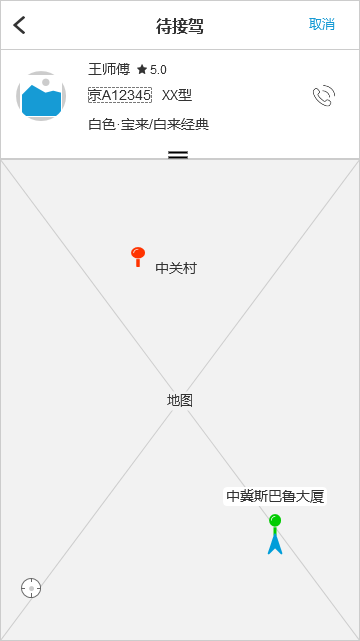 待接驾
取消
王师傅 ★ 5.0
京A12345 XX型
白色·宝来/白来经典
中关村
地图
中冀斯巴鲁大厦